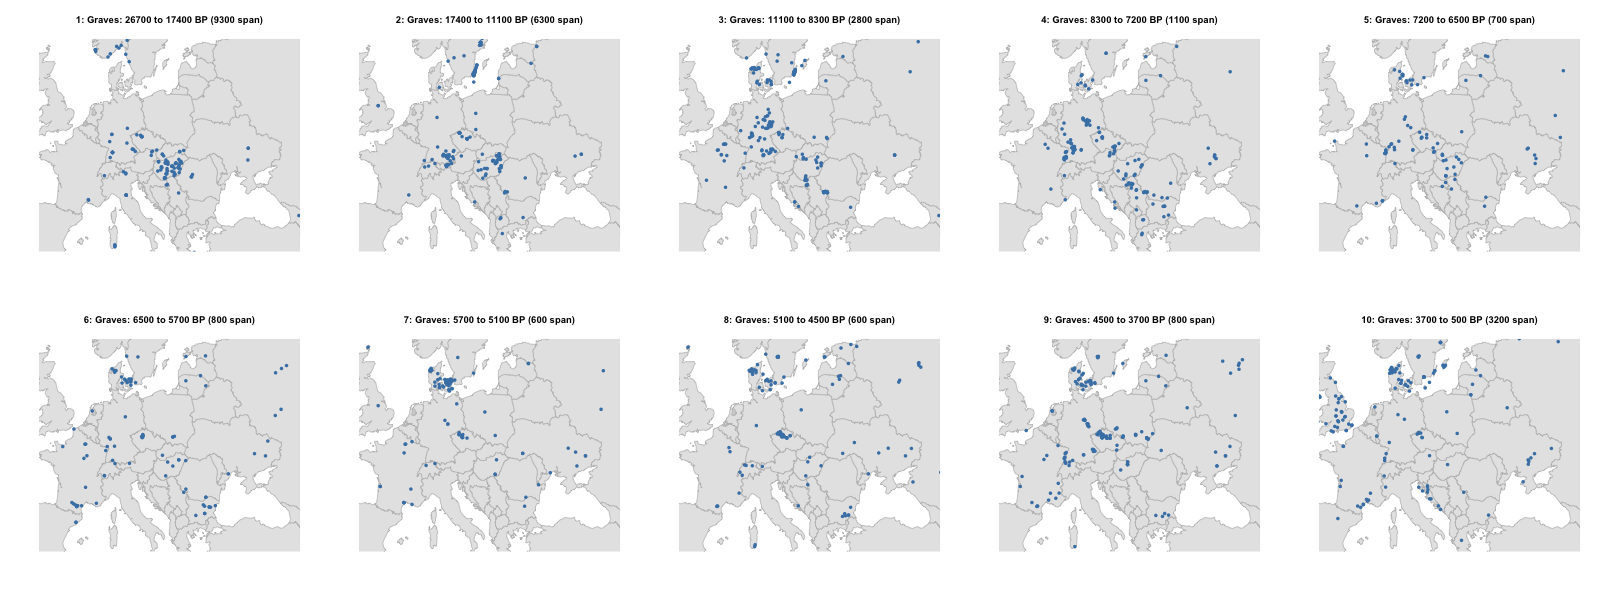 1: Graves: 26700 to 17400 BP (9300 span)
2: Graves: 17400 to 11100 BP (6300 span)
3: Graves: 11100 to 8300 BP (2800 span)
4: Graves: 8300 to 7200 BP (1100 span)
5: Graves: 7200 to 6500 BP (700 span)
6: Graves: 6500 to 5700 BP (800 span)
7: Graves: 5700 to 5100 BP (600 span)
8: Graves: 5100 to 4500 BP (600 span)
9: Graves: 4500 to 3700 BP (800 span)
10: Graves: 3700 to 500 BP (3200 span)